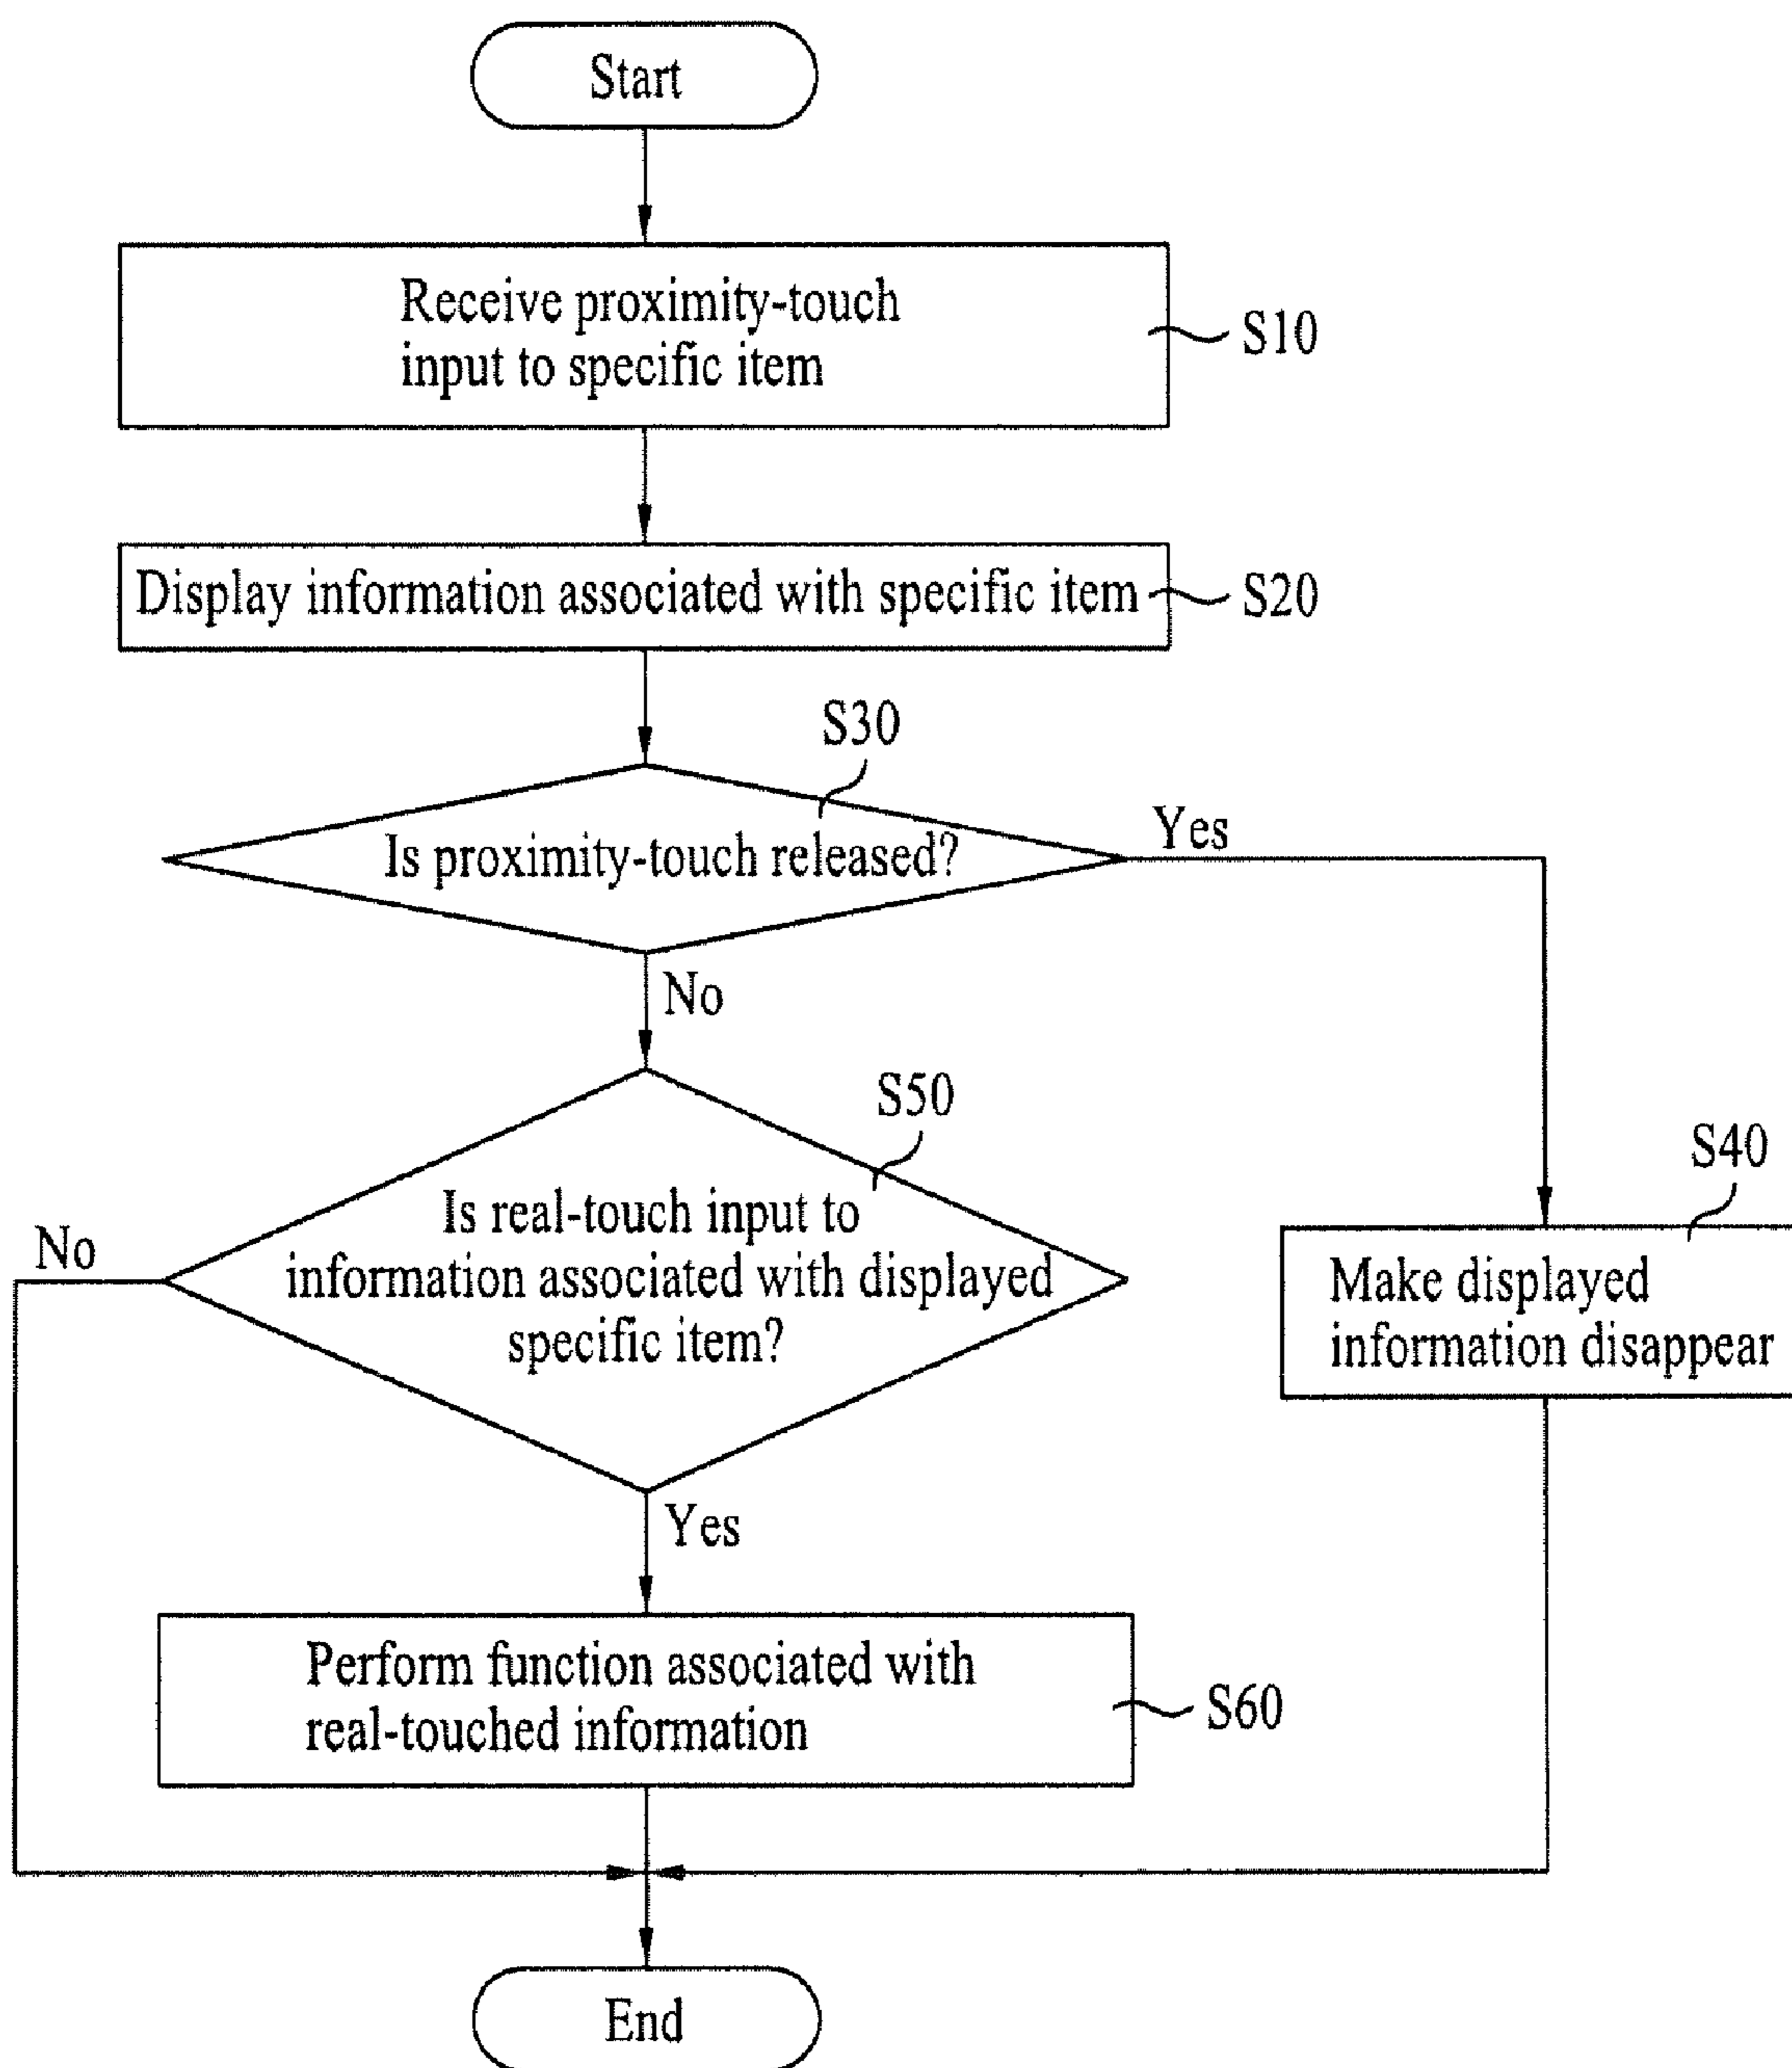 Start
Receive proximity-touch
input to specific item
S10
Display information associated with specific item
S20
S30
Is proximity-touch released?
Yes
No
S50
Is real-touch input to
information associated with displayed
specific item?
No
S40
Make displayed
information disappear
Yes
Perform function associated with
real-touched information
S60
End